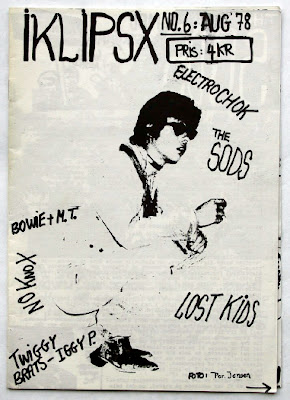 IKLIPSX
NO. 6: AUG '78
PRIS: 4KR
ELECTROCHOK
THE
SODS
BOWIE + M.T.
NO KNOX
LOST KIDS
TWIGGY
BRATS - IGGY P.
FOTO: Per. Jensen